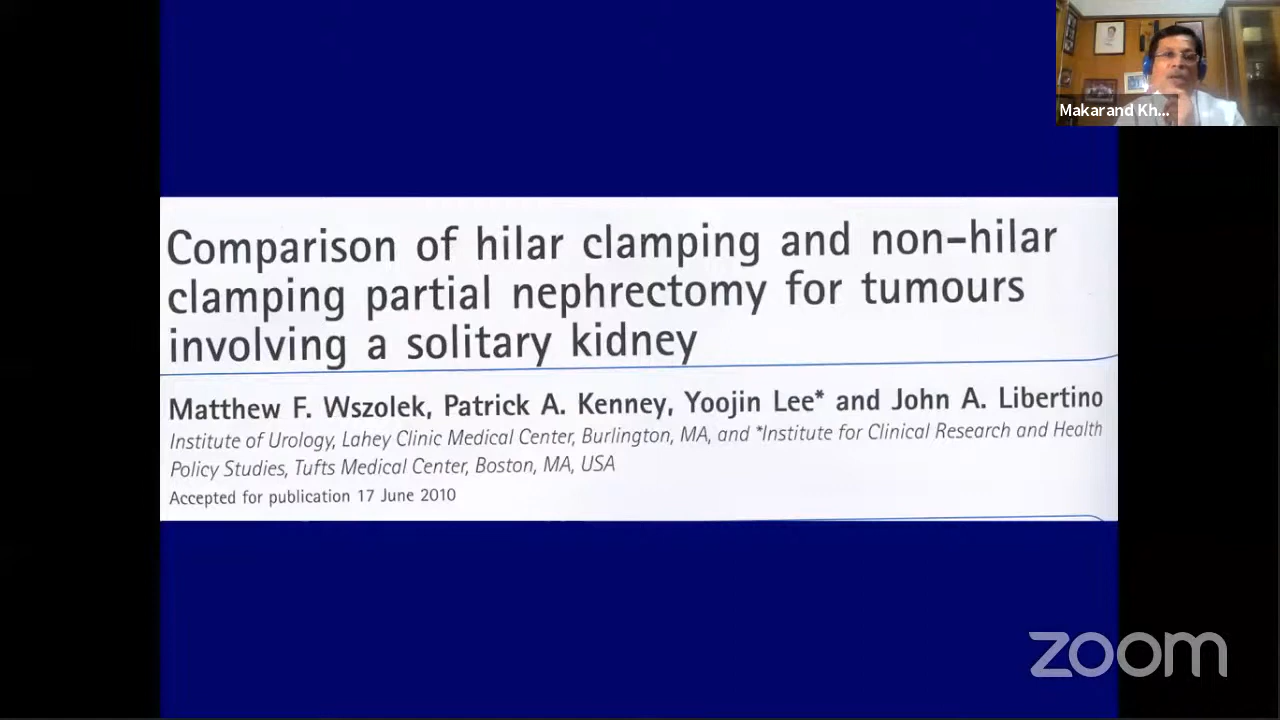 Makarand Kh...
Comparison of hilar clamping and non-hilar
clamping partial nephrectomy for tumours
involving a solitary kidney
Matthew F. Wszolek, Patrick A. Kenney, Yoojin Lee* and John A. Libertino
Institute of Urology, Lahey Clinic Medical Center, Burlington, MA, and *Institute for Clinical Research and Health
Policy Studies, Tufts Medical Center, Boston, MA, USA
Accepted for publication 17 June 2010
zoom